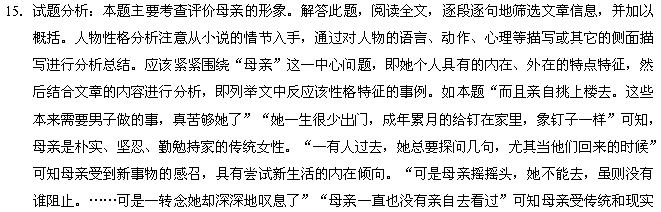 15. 试题分析：本题主要考查评价母亲的形象。解答此题，阅读全文，逐段逐句地筛选文章信息，并加以
概括。人物性格分析注意从小说的情节入手，通过对人物的语言、动作、心理等描写或其它的侧面描
写进行分析总结。应该紧紧围绕“母亲”这一中心问题，即她个人具有的内在、外在的特点特征，然
后结合文章的内容进行分析，即列举文中反应该性格特征的事例。如本题“而且亲自挑上楼去。这些
本来需要男子做的事，真苦够她了”“她一生很少出门，成年累月的给钉在家里，象钉子一样”可知，
母亲是朴实、坚忍、勤勉持家的传统女性。“一有人过去，她总要探问几句，尤其当他们回来的时候”
可知母亲受到新事物的感召，具有尝试新生活的内在倾向。“可是母亲摇摇头，她不能去，虽则没有
谁阻止。……可是一转念她却深深地叹息了”“母亲一直也没有亲自去看过”可知母亲受传统和现实